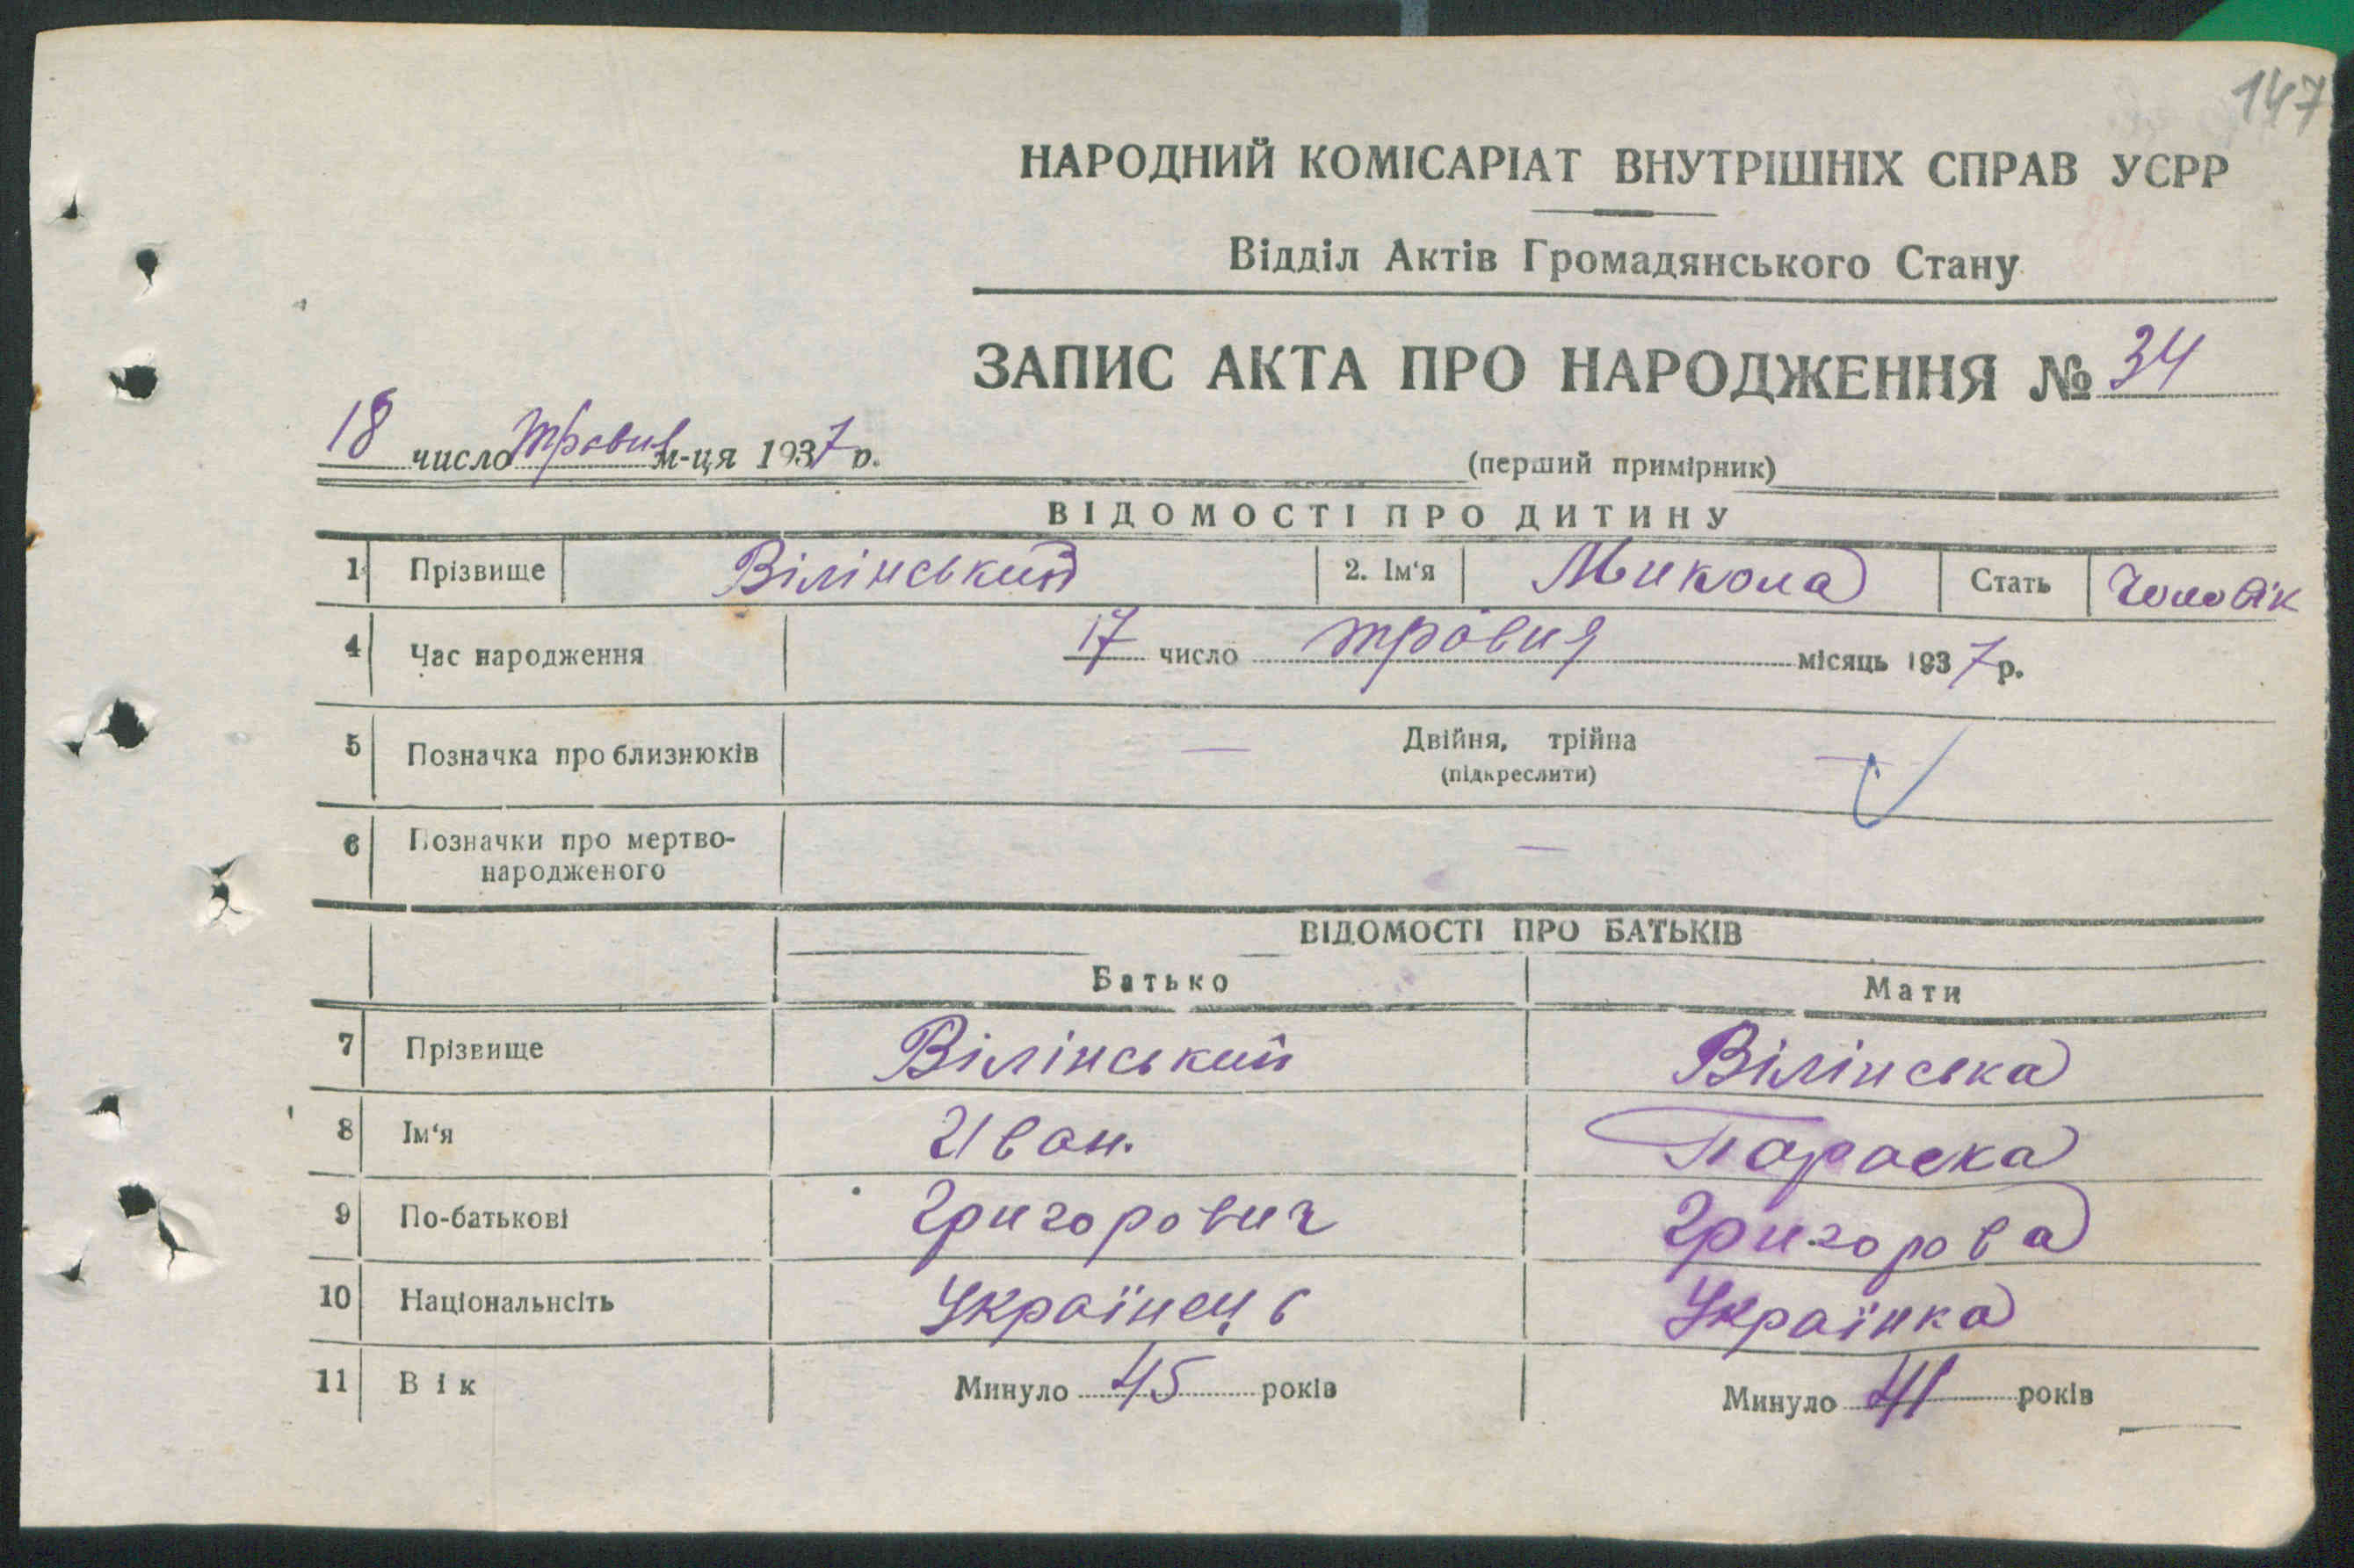 147
НАРОДНИЙ КОМІСАРІАТ ВНУТРІШНІХ СПРАВ УСРР
Відділ Актів Громадянського Стану
ЗАПИС АКТА ПРО НАРОДЖЕННЯ № 34
18 число травня м-ця 1937 р.
(перший примірник)
ВІДОМОСТІ ПРО ДИТИНУ
1 Прізвище Вілінський 2. Ім'я Микола Стать Чоловік
4 Час народження 17 число травня місяць 1937 р.
5 Позначка про близнюків — Двійня, трійна —
(підкреслити)
6 Позначки про мертво-
народженого —
ВІДОМОСТІ ПРО БАТЬКІВ
Батько Мати
7 Прізвище Вілінський Вілінська
8 Ім'я Иван. Параска
9 По-батькові Григорович Григорова
10 Національнсіть Українець Українка
11 Вік Минуло 45 років Минуло 41 років